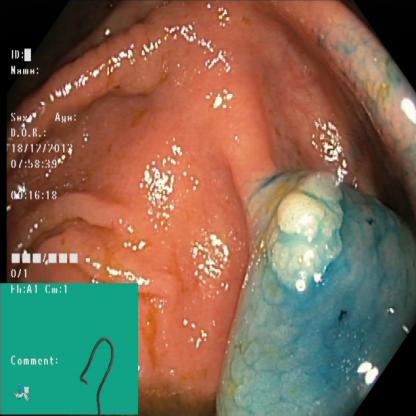 ID:
Name:
Sex: Age:
D.O.B.:
18/12/2013
07:58:39
00:16:18
0/1
Eh:A1 Cm:1
Comment: